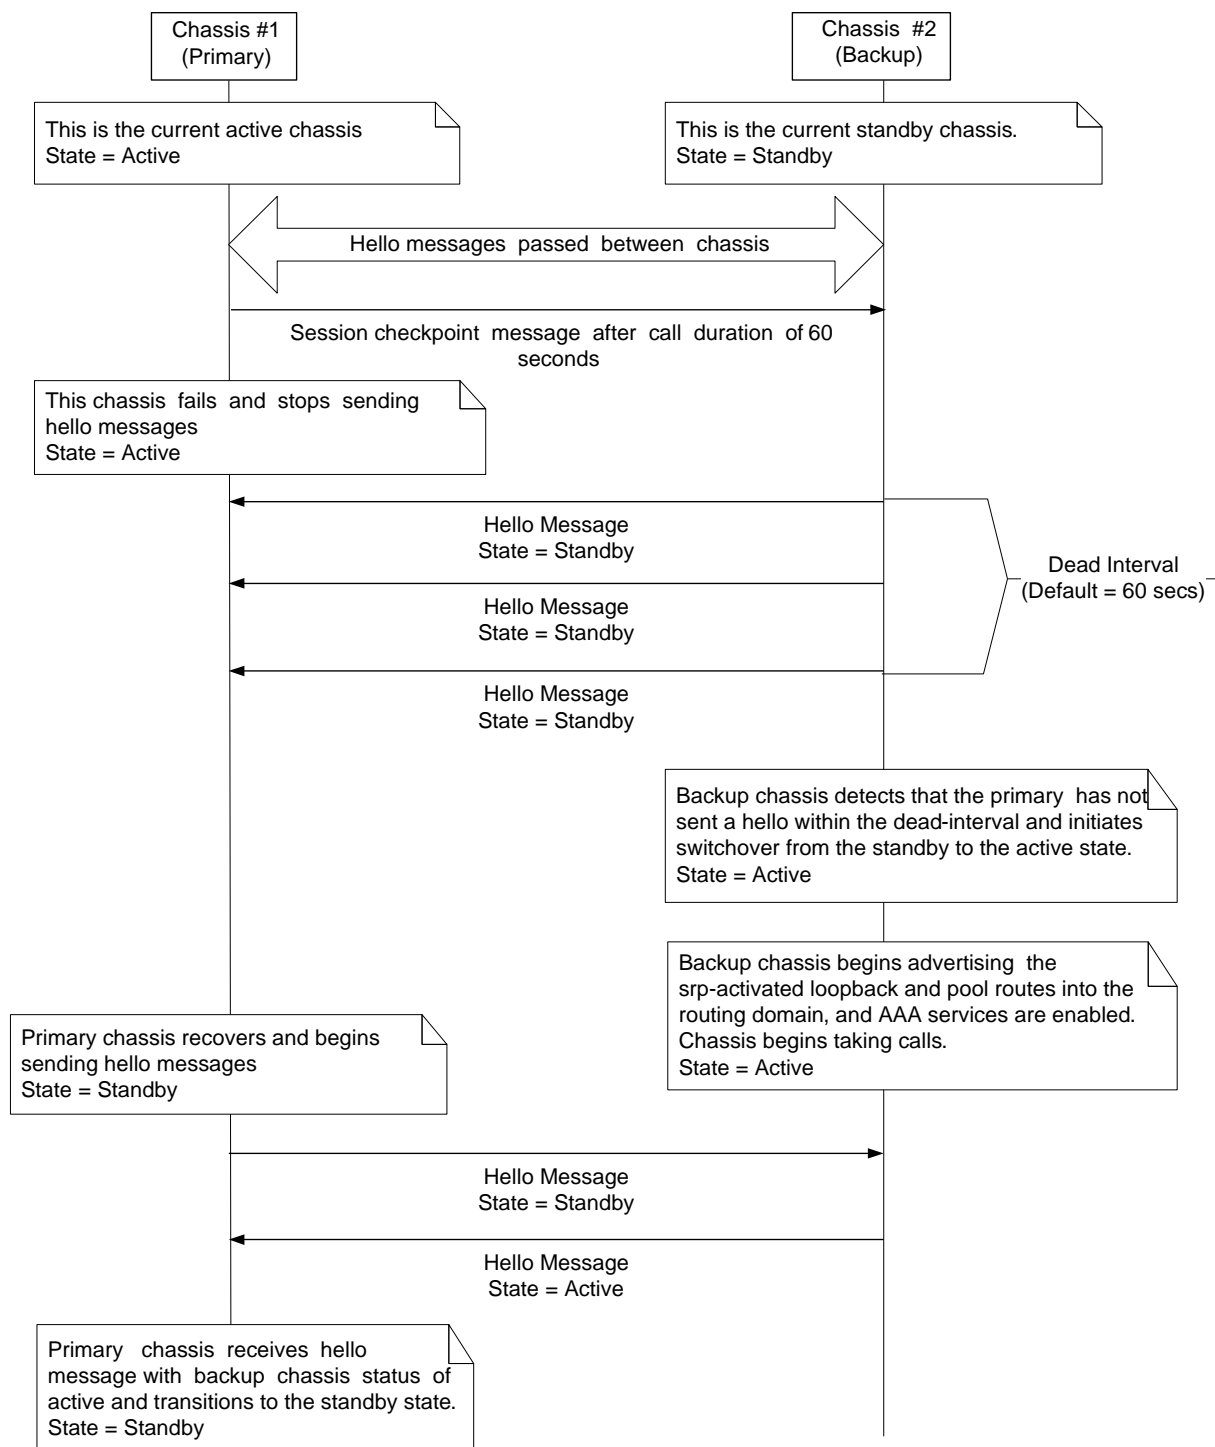 Chassis #1
(Primary)
Chassis #2
(Backup)
This is the current active chassis
State = Active
This is the current standby chassis.
State = Standby
Hello messages passed between chassis
Session checkpoint message after call duration of 60
seconds
This chassis fails and stops sending
hello messages
State = Active
Hello Message
State = Standby
Hello Message
State = Standby
Hello Message
State = Standby
Dead Interval
(Default = 60 secs)
Backup chassis detects that the primary has not
sent a hello within the dead-interval and initiates
switchover from the standby to the active state.
State = Active
Backup chassis begins advertising the
srp-activated loopback and pool routes into the
routing domain, and AAA services are enabled.
Chassis begins taking calls.
State = Active
Primary chassis recovers and begins
sending hello messages
State = Standby
Hello Message
State = Standby
Hello Message
State = Active
Primary chassis receives hello
message with backup chassis status of
active and transitions to the standby state.
State = Standby